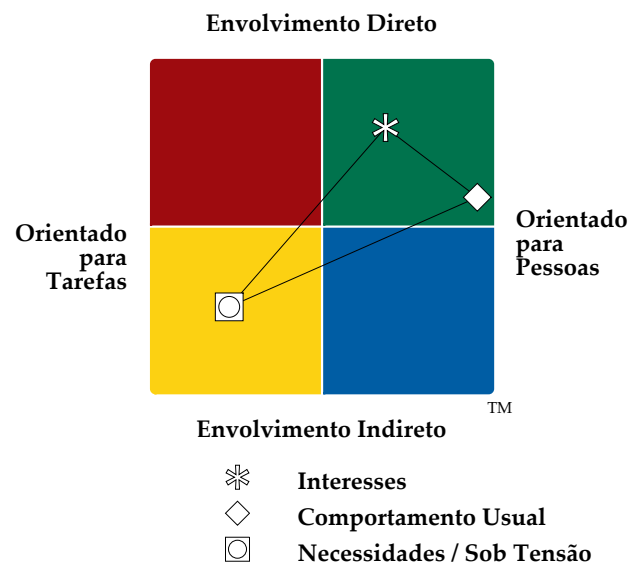 Envolvimento Direto
Orientado
para
Tarefas
Orientado
para
Pessoas
TM
Envolvimento Indireto
Interesses
Comportamento Usual
Necessidades / Sob Tensão